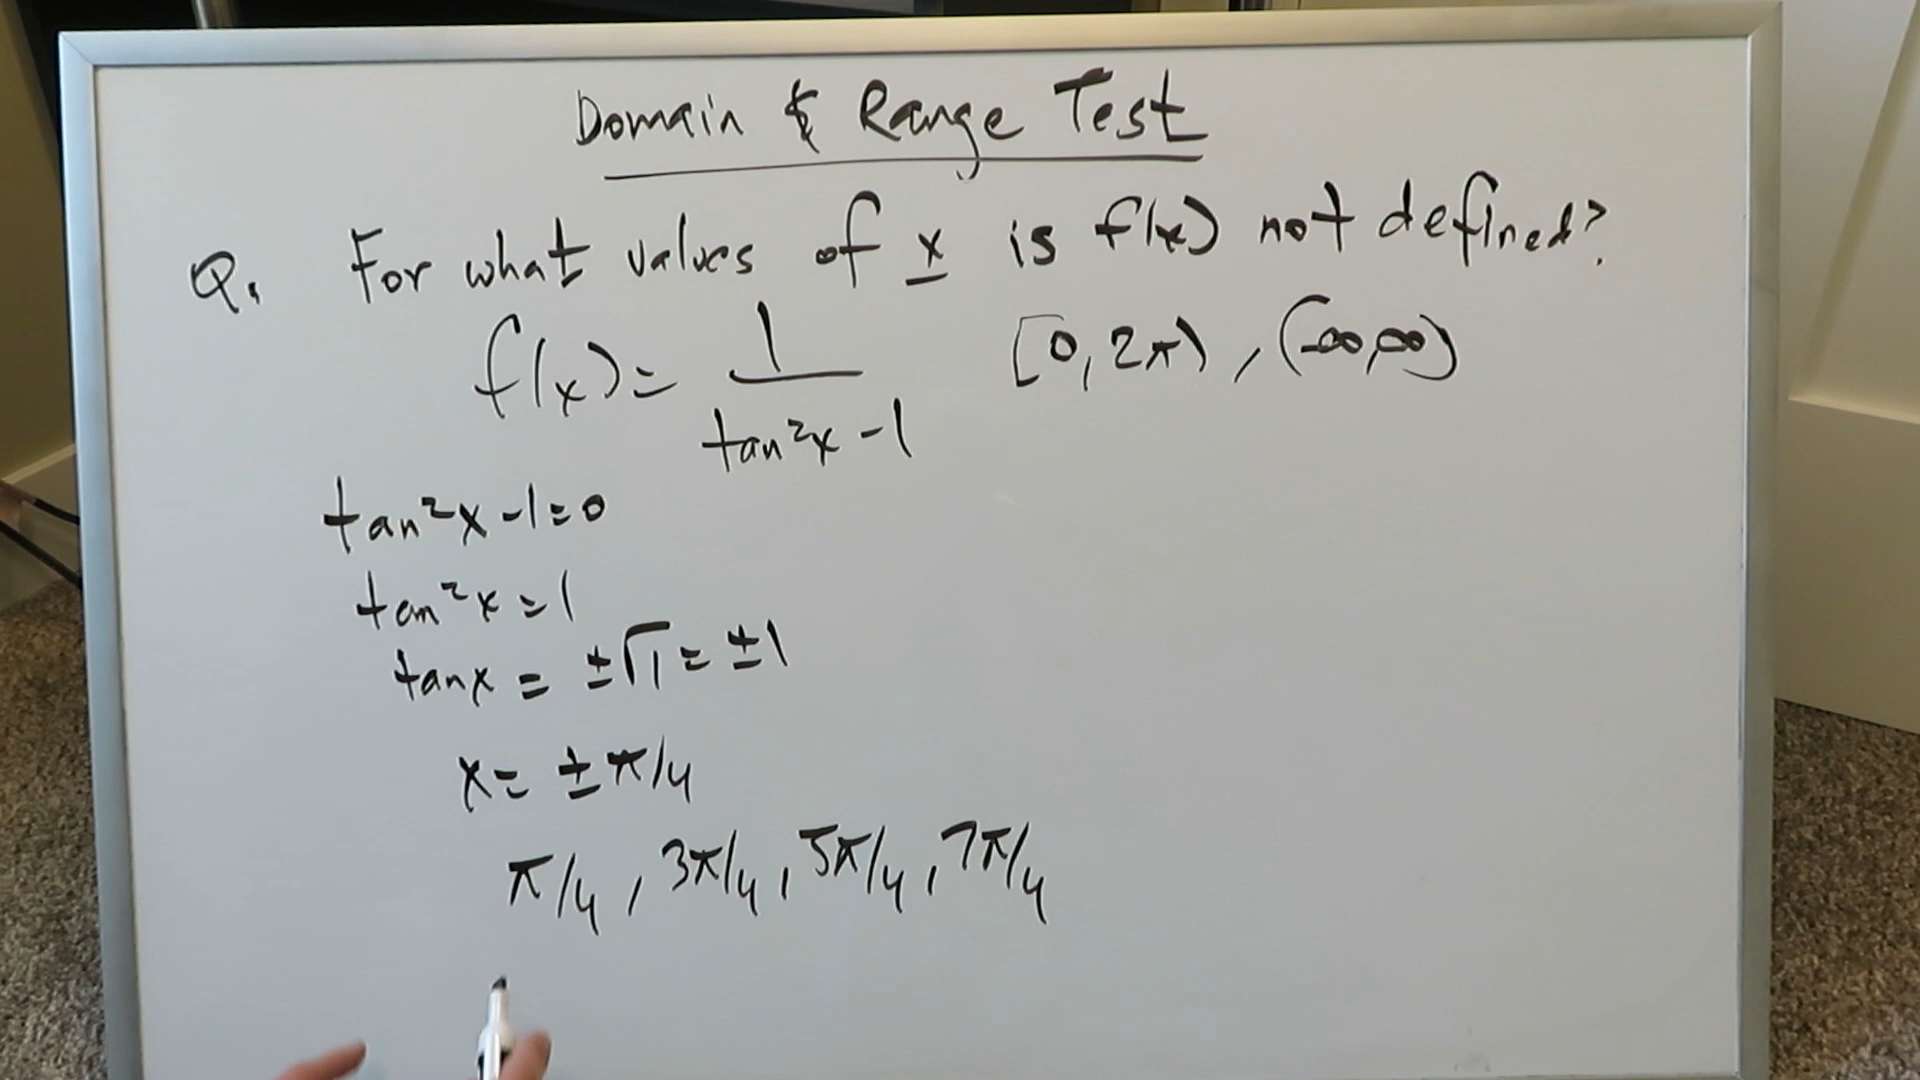 Domain & Range Test
Q. For what values of x is f(x) not defined?
f(x) = 1/(tan²x - 1) [0, 2π), (-∞, ∞)
tan²x - 1 = 0
tan²x = 1
tanx = ±√1 = ±1
x = ±π/4
π/4, 3π/4, 5π/4, 7π/4